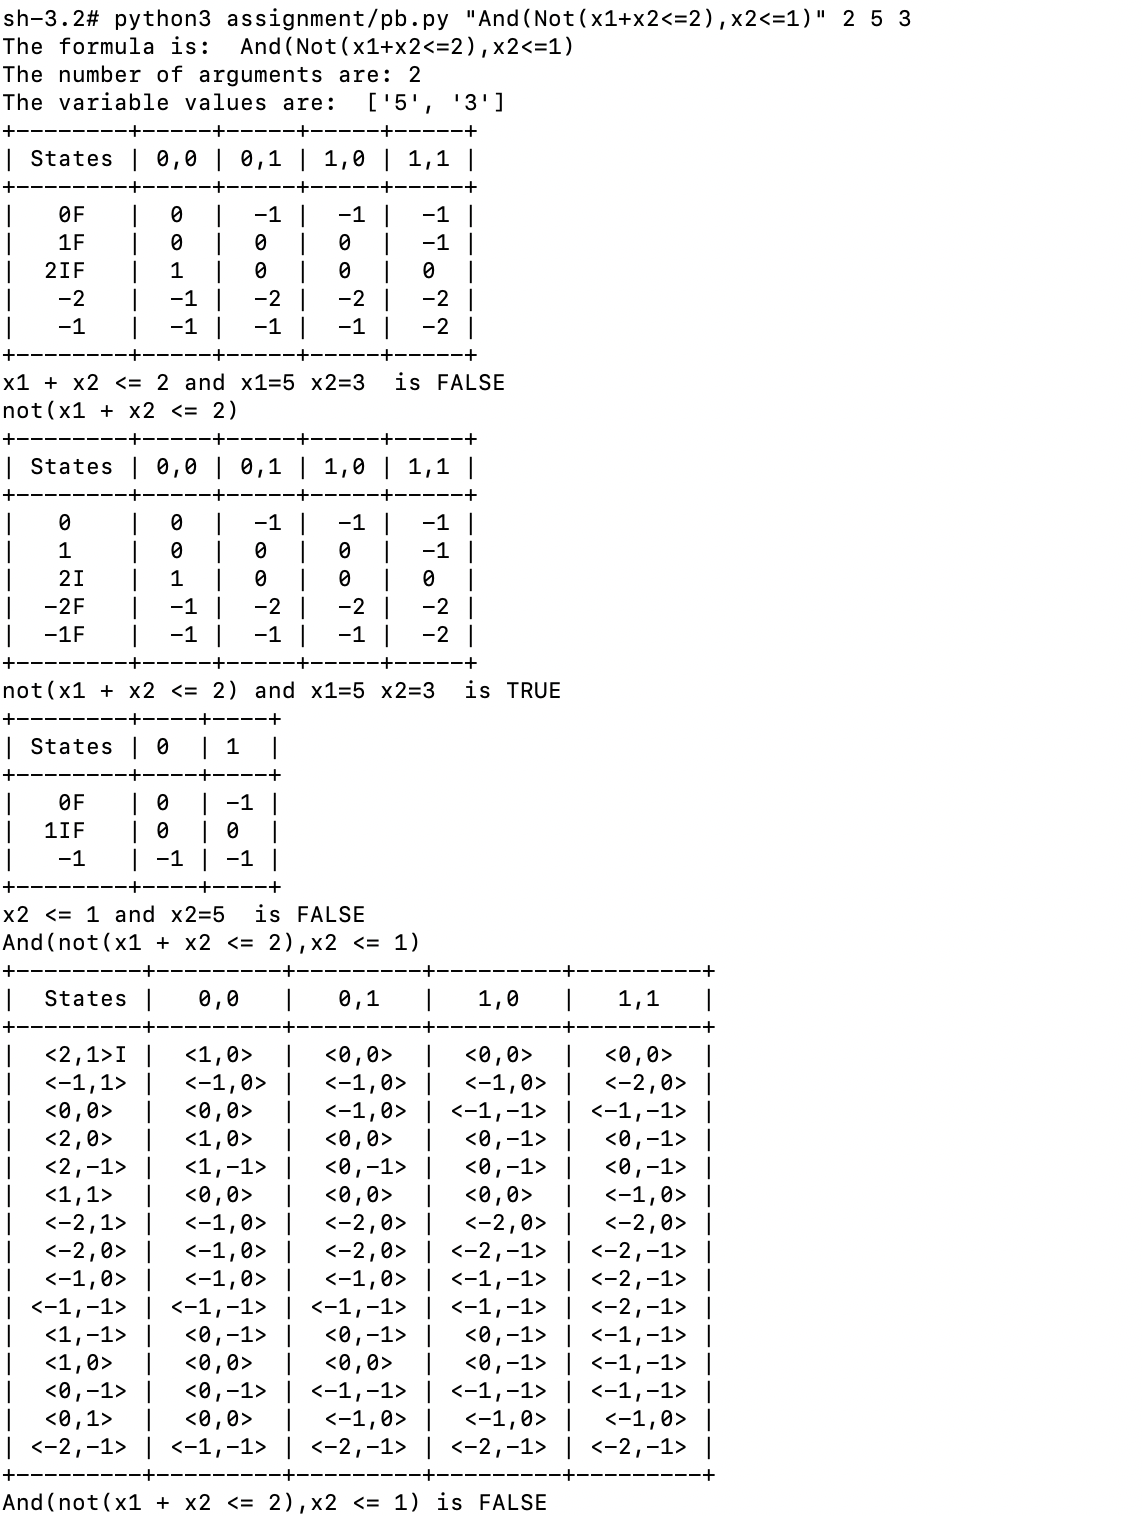 sh-3.2# python3 assignment/pb.py "And(Not(x1+x2<=2),x2<=1)" 2 5 3
The formula is:  And(Not(x1+x2<=2),x2<=1)
The number of arguments are: 2
The variable values are:  ['5', '3']
+--------+-----+-----+-----+-----+
| States | 0,0 | 0,1 | 1,0 | 1,1 |
+--------+-----+-----+-----+-----+
|   0F   |  0  |  -1 |  -1 |  -1 |
|   1F   |  0  |  0  |  0  |  -1 |
|  2IF   |  1  |  0  |  0  |  0  |
|   -2   |  -1 |  -2 |  -2 |  -2 |
|   -1   |  -1 |  -1 |  -1 |  -2 |
+--------+-----+-----+-----+-----+
x1 + x2 <= 2 and x1=5 x2=3  is FALSE
not(x1 + x2 <= 2)
+--------+-----+-----+-----+-----+
| States | 0,0 | 0,1 | 1,0 | 1,1 |
+--------+-----+-----+-----+-----+
|   0    |  0  |  -1 |  -1 |  -1 |
|   1    |  0  |  0  |  0  |  -1 |
|   2I   |  1  |  0  |  0  |  0  |
|  -2F   |  -1 |  -2 |  -2 |  -2 |
|  -1F   |  -1 |  -1 |  -1 |  -2 |
+--------+-----+-----+-----+-----+
not(x1 + x2 <= 2) and x1=5 x2=3  is TRUE
+--------+----+----+
| States | 0  | 1  |
+--------+----+----+
|   0F   | 0  | -1 |
|  1IF   | 0  | 0  |
|   -1   | -1 | -1 |
+--------+----+----+
x2 <= 1 and x2=5  is FALSE
And(not(x1 + x2 <= 2),x2 <= 1)
+---------+---------+---------+---------+---------+
|  States |   0,0   |   0,1   |   1,0   |   1,1   |
+---------+---------+---------+---------+---------+
|  <2,1>I |  <1,0>  |  <0,0>  |  <0,0>  |  <0,0>  |
|  <-1,1> |  <-1,0> |  <-1,0> |  <-1,0> |  <-2,0> |
|  <0,0>  |  <0,0>  |  <-1,0> | <-1,-1> | <-1,-1> |
|  <2,0>  |  <1,0>  |  <0,0>  |  <0,-1> |  <0,-1> |
|  <2,-1> |  <1,-1> |  <0,-1> |  <0,-1> |  <0,-1> |
|  <1,1>  |  <0,0>  |  <0,0>  |  <0,0>  |  <-1,0> |
|  <-2,1> |  <-1,0> |  <-2,0> |  <-2,0> |  <-2,0> |
|  <-2,0> |  <-1,0> |  <-2,0> | <-2,-1> | <-2,-1> |
|  <-1,0> |  <-1,0> |  <-1,0> | <-1,-1> | <-2,-1> |
| <-1,-1> | <-1,-1> | <-1,-1> | <-1,-1> | <-2,-1> |
|  <1,-1> |  <0,-1> |  <0,-1> |  <0,-1> | <-1,-1> |
|  <1,0>  |  <0,0>  |  <0,0>  |  <0,-1> | <-1,-1> |
|  <0,-1> |  <0,-1> | <-1,-1> | <-1,-1> | <-1,-1> |
|  <0,1>  |  <0,0>  |  <-1,0> |  <-1,0> |  <-1,0> |
| <-2,-1> | <-1,-1> | <-2,-1> | <-2,-1> | <-2,-1> |
+---------+---------+---------+---------+---------+
And(not(x1 + x2 <= 2),x2 <= 1) is FALSE